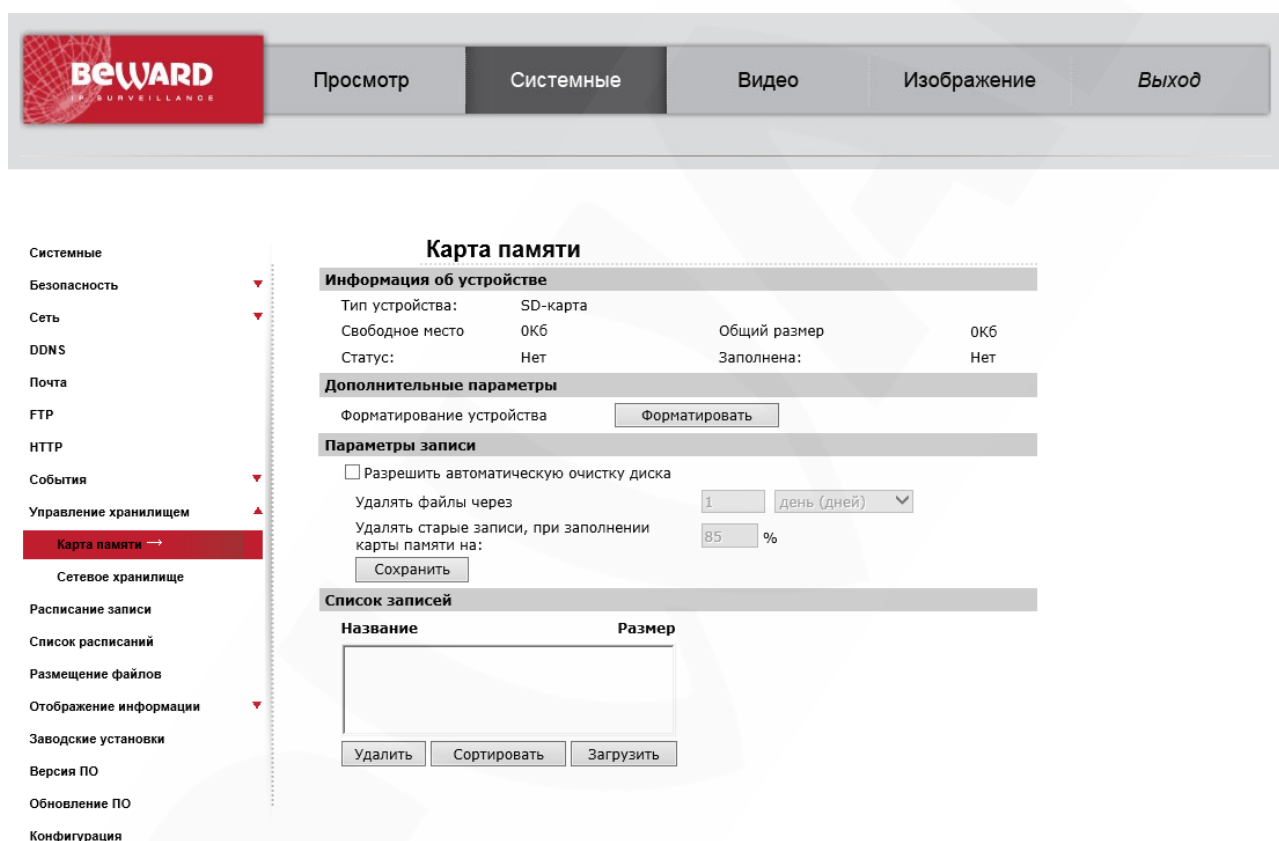 BEWARD
IP SURVEILLANCE
Просмотр
Системные
Видео
Изображение
Выход
Системные
Безопасность
Сеть
DDNS
Почта
FTP
HTTP
События
Управление хранилищем
Карта памяти →
Сетевое хранилище
Расписание записи
Список расписаний
Размещение файлов
Отображение информации
Заводские установки
Версия ПО
Обновление ПО
Конфигурация
Карта памяти
Информация об устройстве
Тип устройства: SD-карта
Свободное место 0Кб Общий размер 0Кб
Статус: Нет Заполнена: Нет
Дополнительные параметры
Форматирование устройства Форматировать
Параметры записи
Разрешить автоматическую очистку диска
Удалять файлы через 1 день (дней)
Удалять старые записи, при заполнении
карты памяти на: 85 %
Сохранить
Список записей
Название Размер
Удалить Сортировать Загрузить